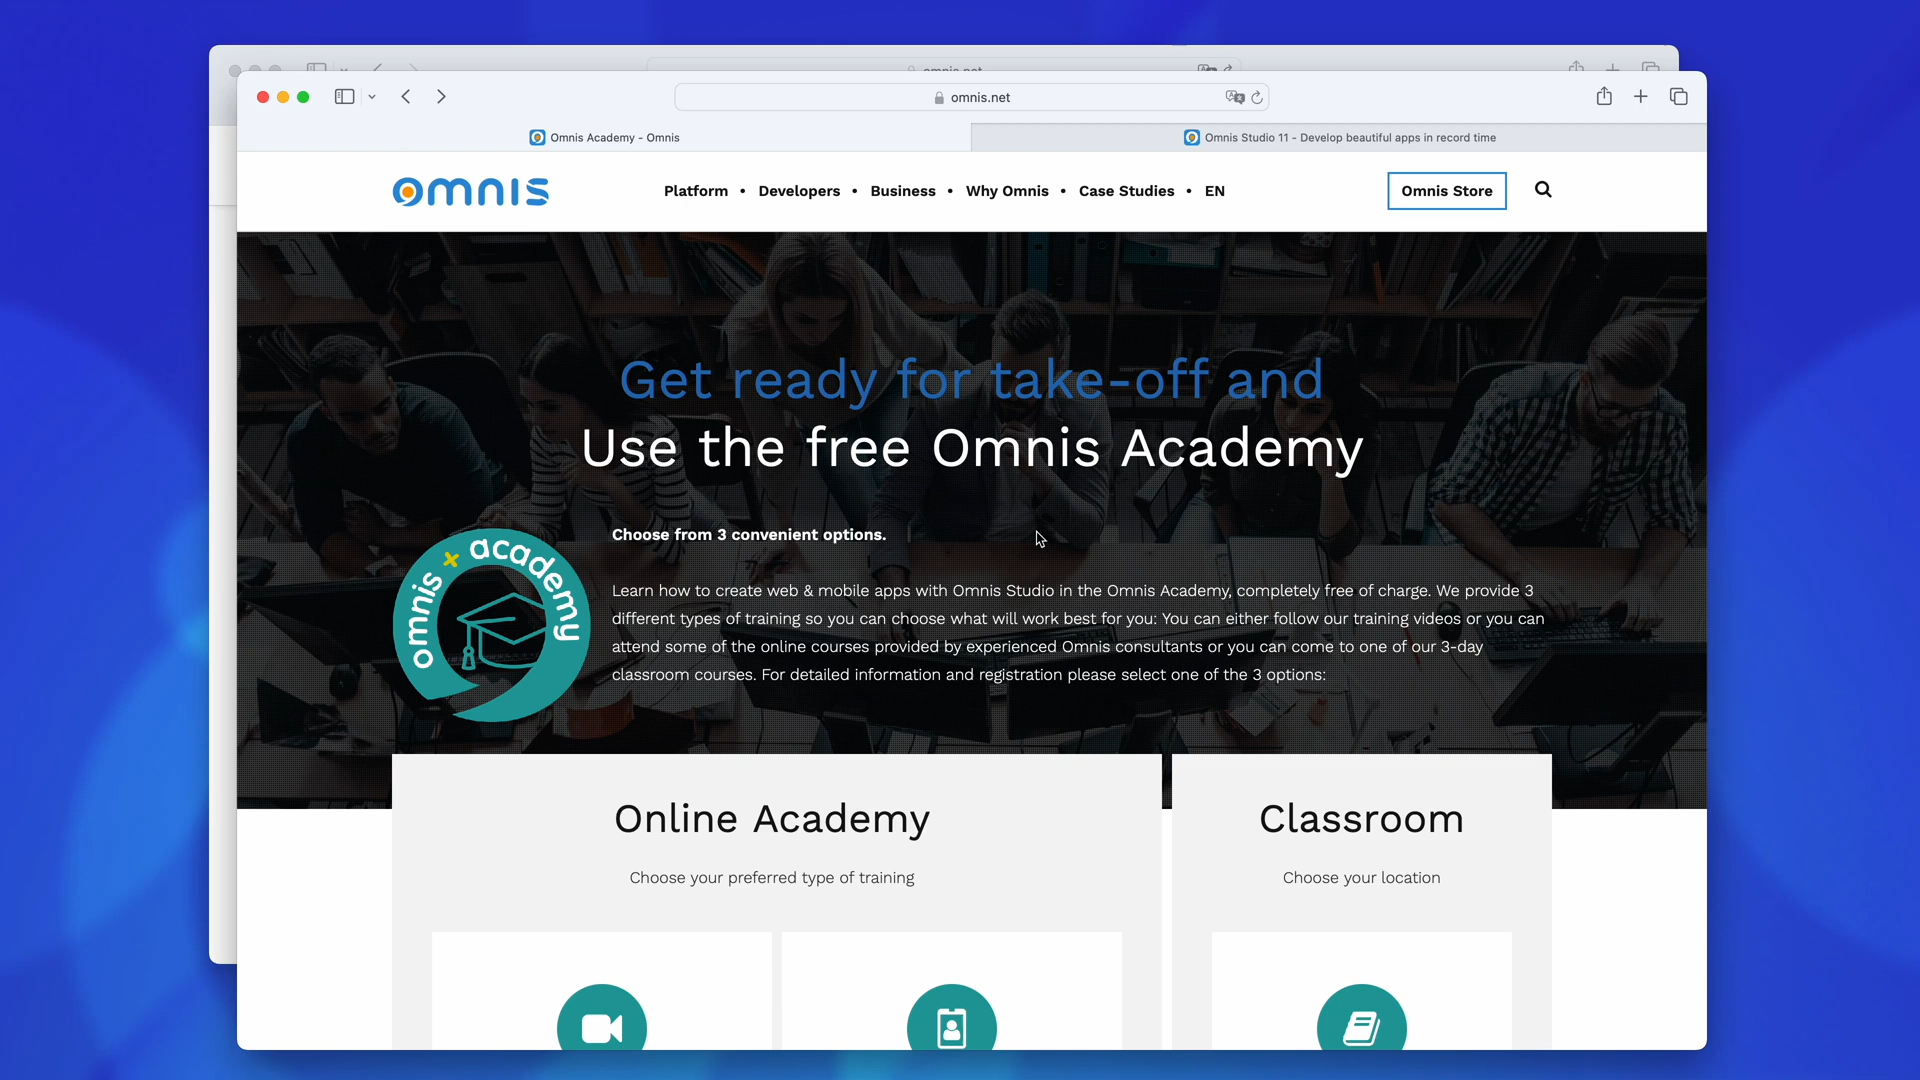 omnis.net
omnis.net
Omnis Academy - Omnis
Omnis Studio 11 - Develop beautiful apps in record time
omnis
Platform • Developers • Business • Why Omnis • Case Studies • EN
Omnis Store
Get ready for take-off and
Use the free Omnis Academy
Choose from 3 convenient options.
omnis x academy
Learn how to create web & mobile apps with Omnis Studio in the Omnis Academy, completely free of charge. We provide 3
different types of training so you can choose what will work best for you: You can either follow our training videos or you can
attend some of the online courses provided by experienced Omnis consultants or you can come to one of our 3-day
classroom courses. For detailed information and registration please select one of the 3 options:
Online Academy
Choose your preferred type of training
Classroom
Choose your location